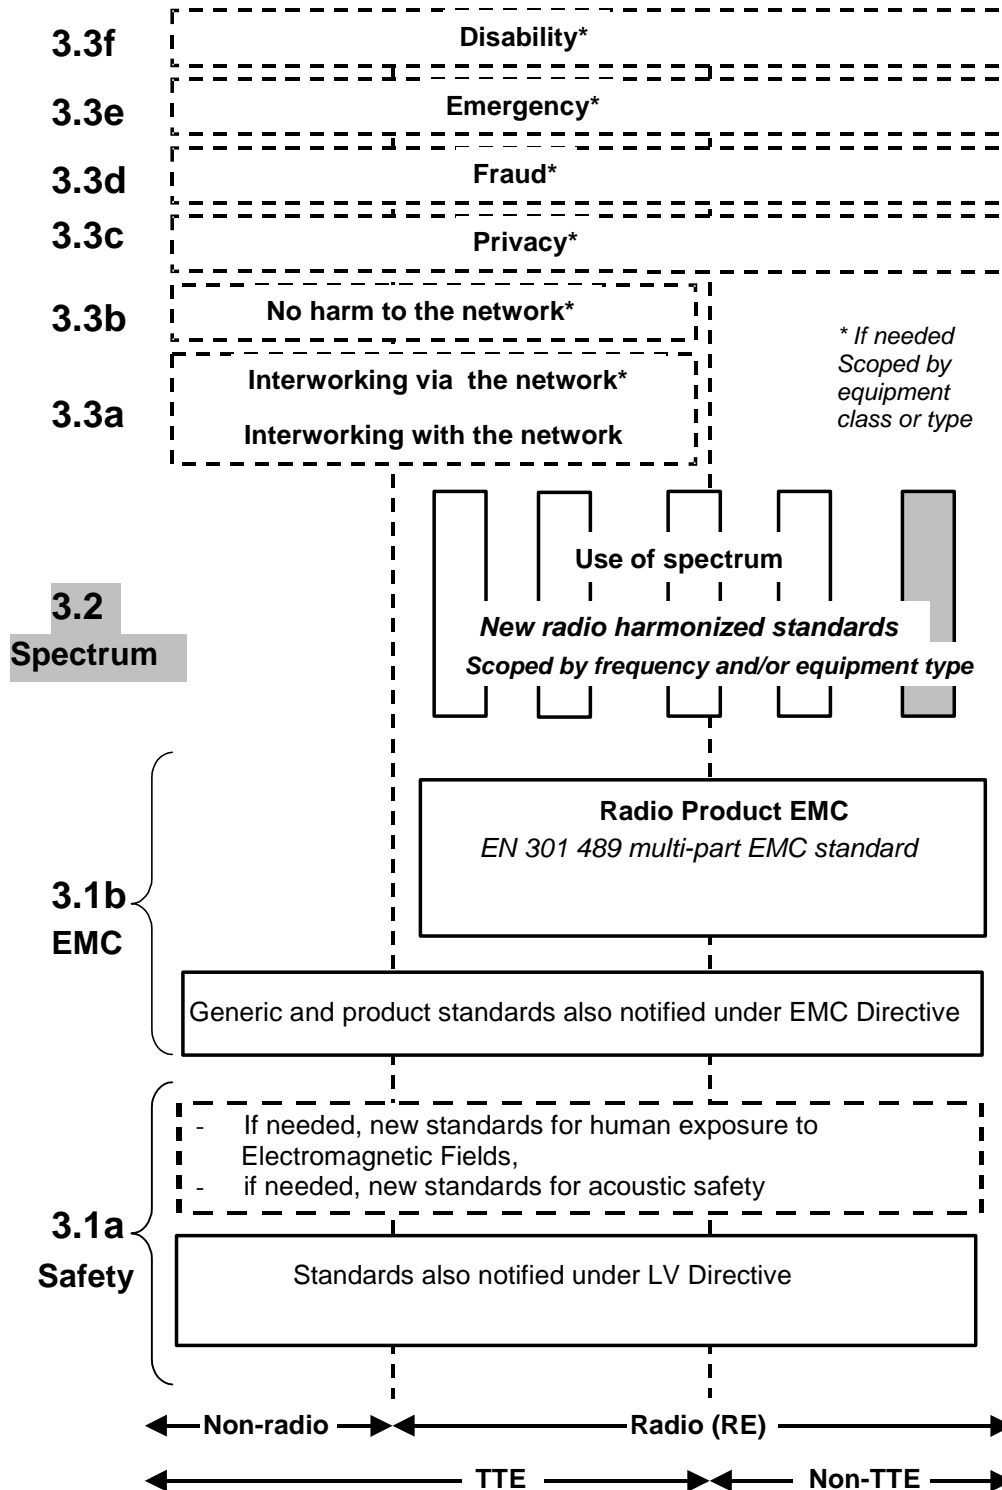 3.3f
Disability*
3.3e
Emergency*
3.3d
Fraud*
3.3c
Privacy*
3.3b
No harm to the network*
* If needed
Scoped by
equipment
class or type
3.3a
Interworking via the network*
Interworking with the network
3.2
Spectrum
Use of spectrum
New radio harmonized standards
Scoped by frequency and/or equipment type
3.1b
EMC
Radio Product EMC
EN 301 489 multi-part EMC standard
Generic and product standards also notified under EMC Directive
3.1a
Safety
- If needed, new standards for human exposure to
Electromagnetic Fields,
- if needed, new standards for acoustic safety
Standards also notified under LV Directive
Non-radio
Radio (RE)
TTE
Non-TTE